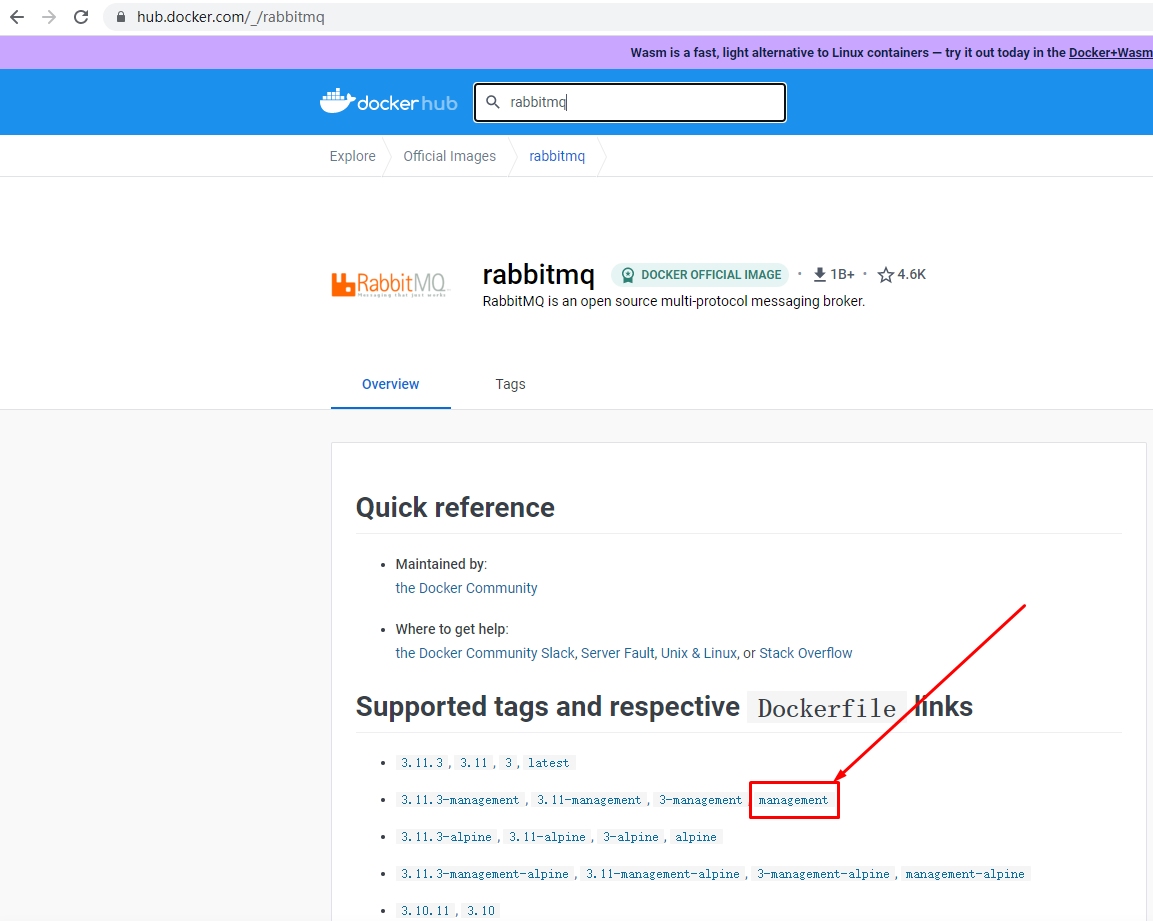 hub.docker.com/_/rabbitmq
Wasm is a fast, light alternative to Linux containers — try it out today in the Docker+Wasm
docker hub
rabbitmq
Explore
Official Images
rabbitmq
RabbitMQ
Messaging that just works
rabbitmq
DOCKER OFFICIAL IMAGE
•
1B+
•
4.6K
RabbitMQ is an open source multi-protocol messaging broker.
Overview
Tags
Quick reference
• Maintained by:
the Docker Community
• Where to get help:
the Docker Community Slack, Server Fault, Unix & Linux, or Stack Overflow
Supported tags and respective Dockerfile links
• 3.11.3, 3.11, 3, latest
• 3.11.3-management, 3.11-management, 3-management, management
• 3.11.3-alpine, 3.11-alpine, 3-alpine, alpine
• 3.11.3-management-alpine, 3.11-management-alpine, 3-management-alpine, management-alpine
• 3.10.11, 3.10